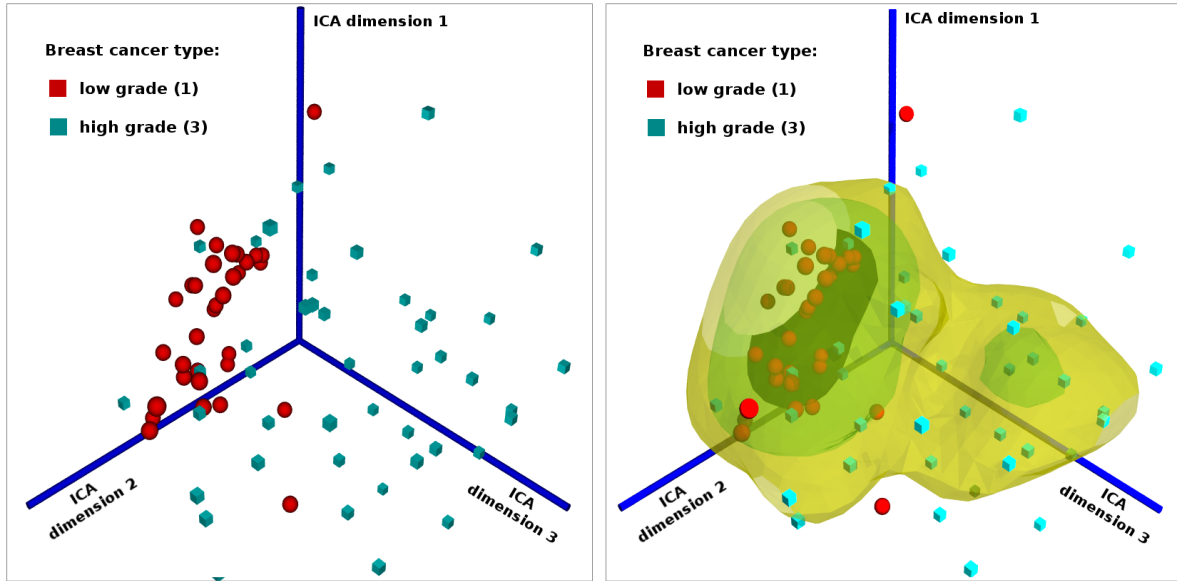 ICA dimension 1
Breast cancer type:
low grade (1)
high grade (3)
ICA
dimension 2
ICA
dimension 3
ICA dimension 1
Breast cancer type:
low grade (1)
high grade (3)
ICA
dimension 2
ICA
dimension 3